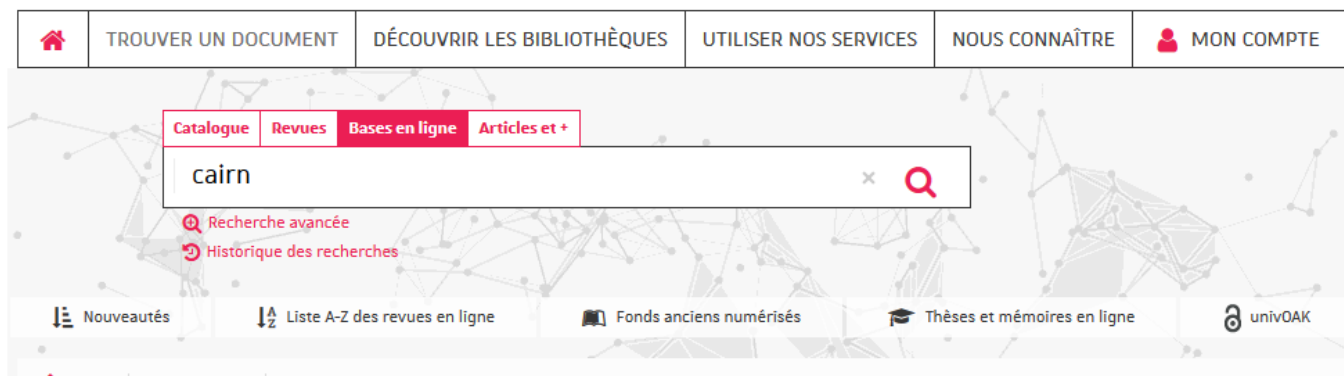 TROUVER UN DOCUMENT DÉCOUVRIR LES BIBLIOTHÈQUES UTILISER NOS SERVICES NOUS CONNAÎTRE MON COMPTE
Catalogue Revues Bases en ligne Articles et +
cairn ×
Recherche avancée
Historique des recherches
Nouveautés Liste A-Z des revues en ligne Fonds anciens numérisés Thèses et mémoires en ligne univOAK